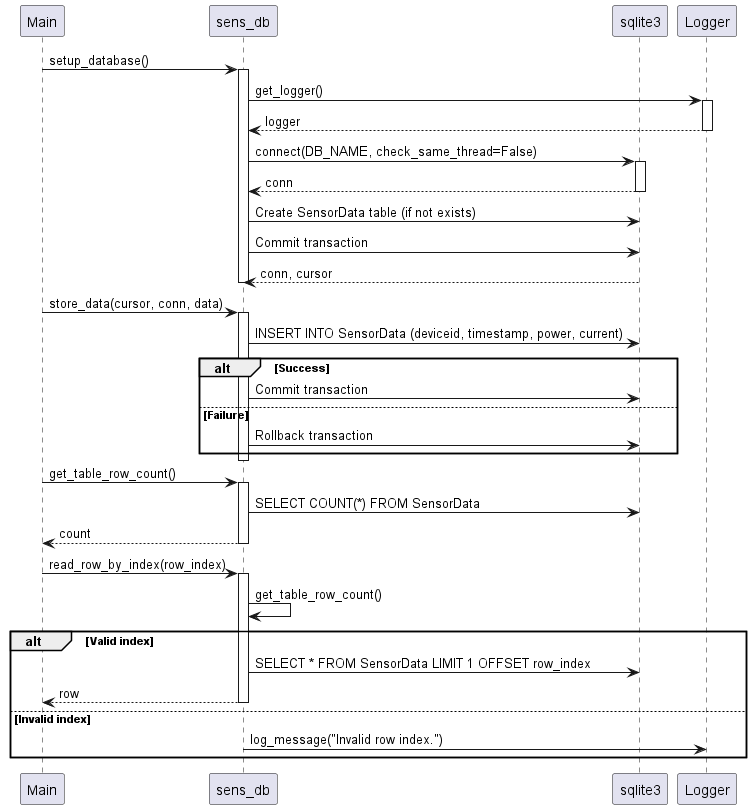 Main
sens_db
sqlite3
Logger
setup_database()
get_logger()
logger
connect(DB_NAME, check_same_thread=False)
conn
Create SensorData table (if not exists)
Commit transaction
conn, cursor
store_data(cursor, conn, data)
INSERT INTO SensorData (deviceid, timestamp, power, current)
alt
[Success]
Commit transaction
[Failure]
Rollback transaction
get_table_row_count()
SELECT COUNT(*) FROM SensorData
count
read_row_by_index(row_index)
get_table_row_count()
alt
[Valid index]
SELECT * FROM SensorData LIMIT 1 OFFSET row_index
row
[Invalid index]
log_message("Invalid row index.")
Main
sens_db
sqlite3
Logger